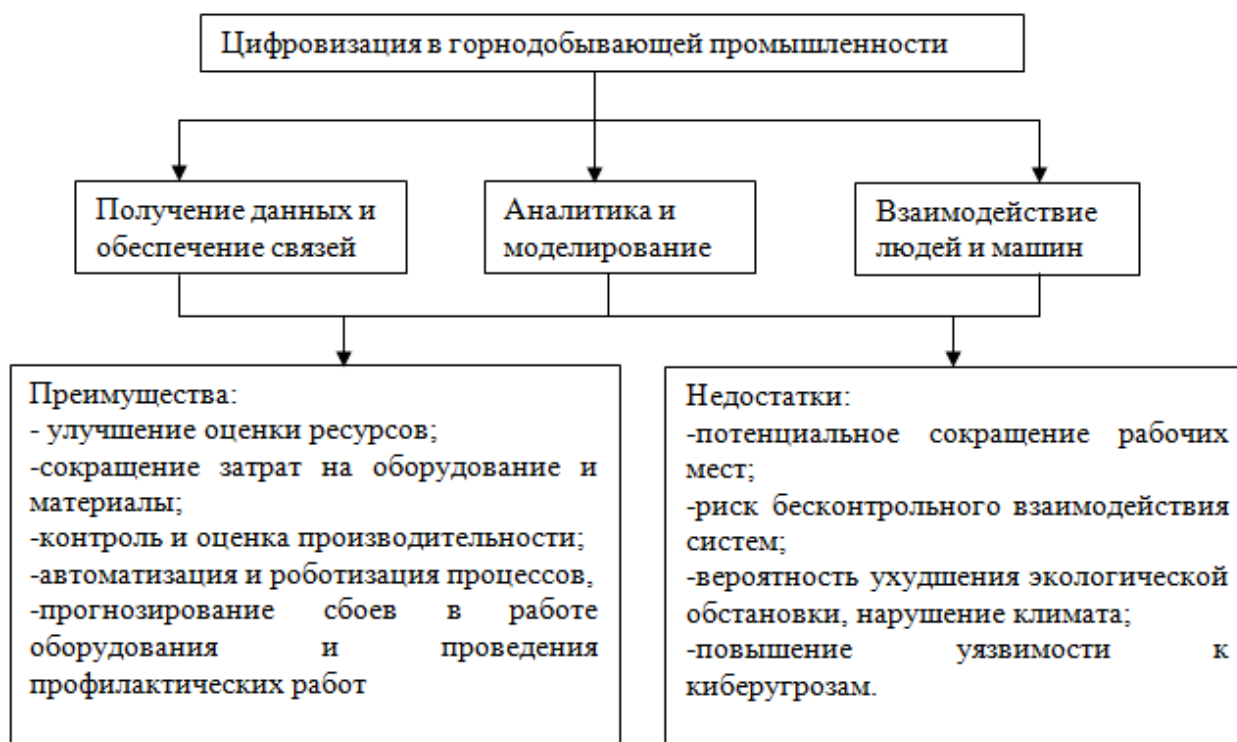 Цифровизация в горнодобывающей промышленности
Получение данных и
обеспечение связей
Аналитика и
моделирование
Взаимодействие
людей и машин
Преимущества:
- улучшение оценки ресурсов;
-сокращение затрат на оборудование и
материалы;
-контроль и оценка производительности;
-автоматизация и роботизация процессов,
-прогнозирование сбоев в работе
оборудования и проведения
профилактических работ
Недостатки:
-потенциальное сокращение рабочих
мест;
-риск бесконтрольного взаимодействия
систем;
-вероятность ухудшения экологической
обстановки, нарушение климата;
-повышение уязвимости к
киберугрозам.